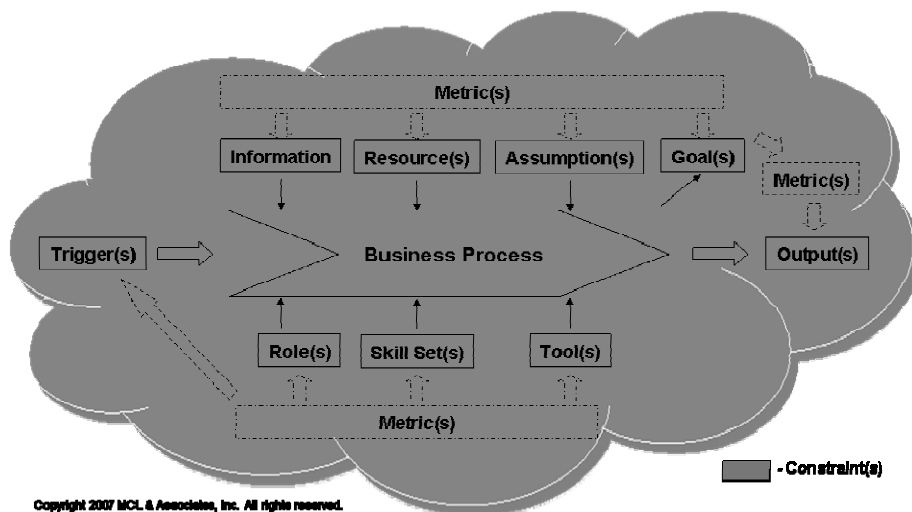 Metric(s)
Information
Resource(s)
Assumption(s)
Goal(s)
Metric(s)
Trigger(s)
Business Process
Output(s)
Role(s)
Skill Set(s)
Tool(s)
Metric(s)
- Constraint(s)
Copyright 2007 MCL & Associates, Inc. All rights reserved.